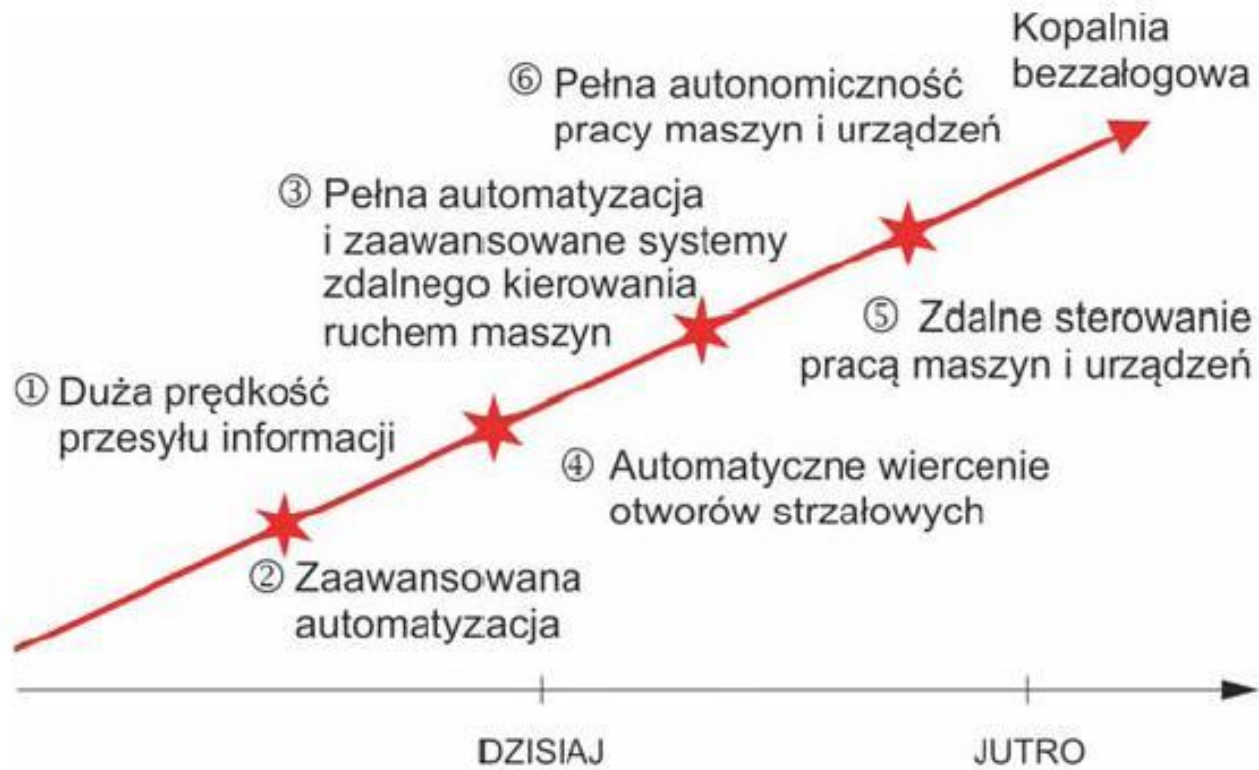 Kopalnia
bezzałogowa
⑥ Pełna autonomiczność
pracy maszyn i urządzeń
③ Pełna automatyzacja
i zaawansowane systemy
zdalnego kierowania
ruchem maszyn
⑤ Zdalne sterowanie
pracą maszyn i urządzeń
① Duża prędkość
przesyłu informacji
④ Automatyczne wiercenie
otworów strzałowych
② Zaawansowana
automatyzacja
DZISIAJ
JUTRO